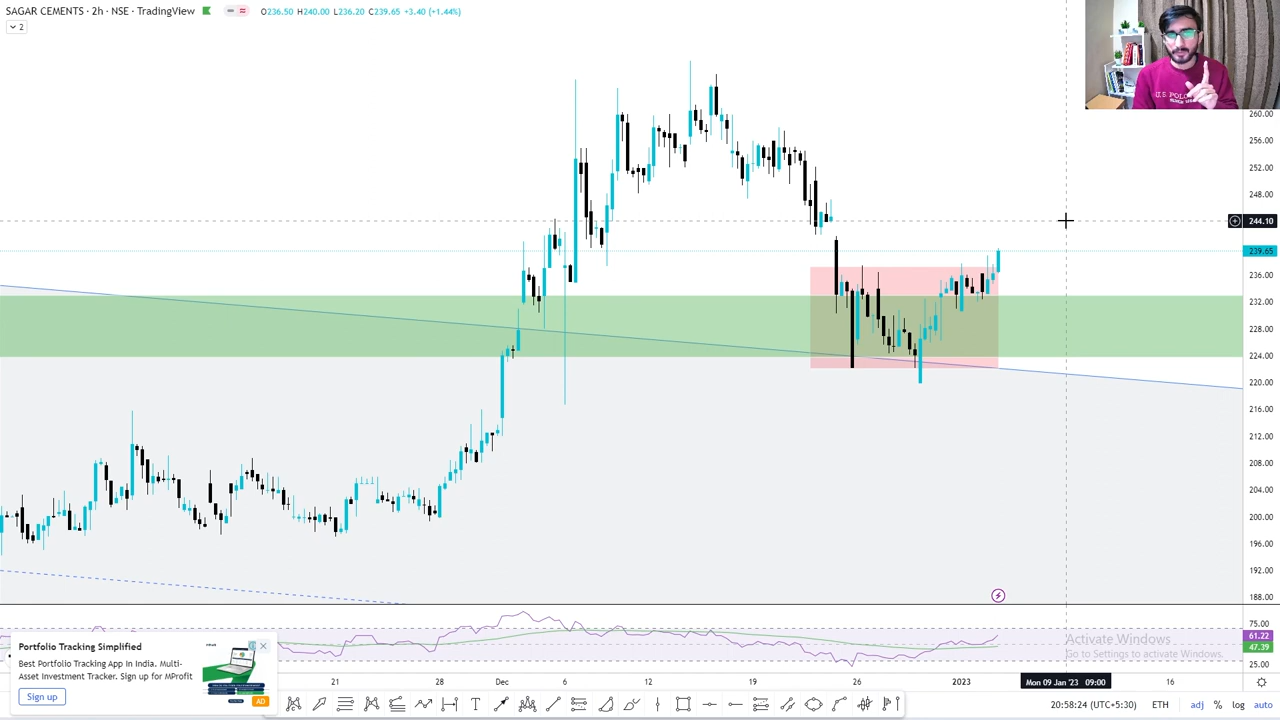 SAGAR CEMENTS · 2h · NSE · TradingView
O236.50 H240.00 L236.20 C239.65 +3.40 (+1.44%)
2
U.S. POLO
260.00
256.00
252.00
248.00
244.10
239.65
236.00
232.00
228.00
224.00
220.00
216.00
212.00
208.00
204.00
200.00
196.00
192.00
188.00
75.00
61.22
47.39
25.00
Activate Windows
Go to Settings to activate Windows.
Portfolio Tracking Simplified
Best Portfolio Tracking App in India. Multi-
Asset Investment Tracker. Sign up for MProfit
Sign up
AD
21 28 Dec 6 12 19 26 2023 Mon 09 Jan '23 09:00 16
20:58:24 (UTC+5:30) ETH adj % log auto